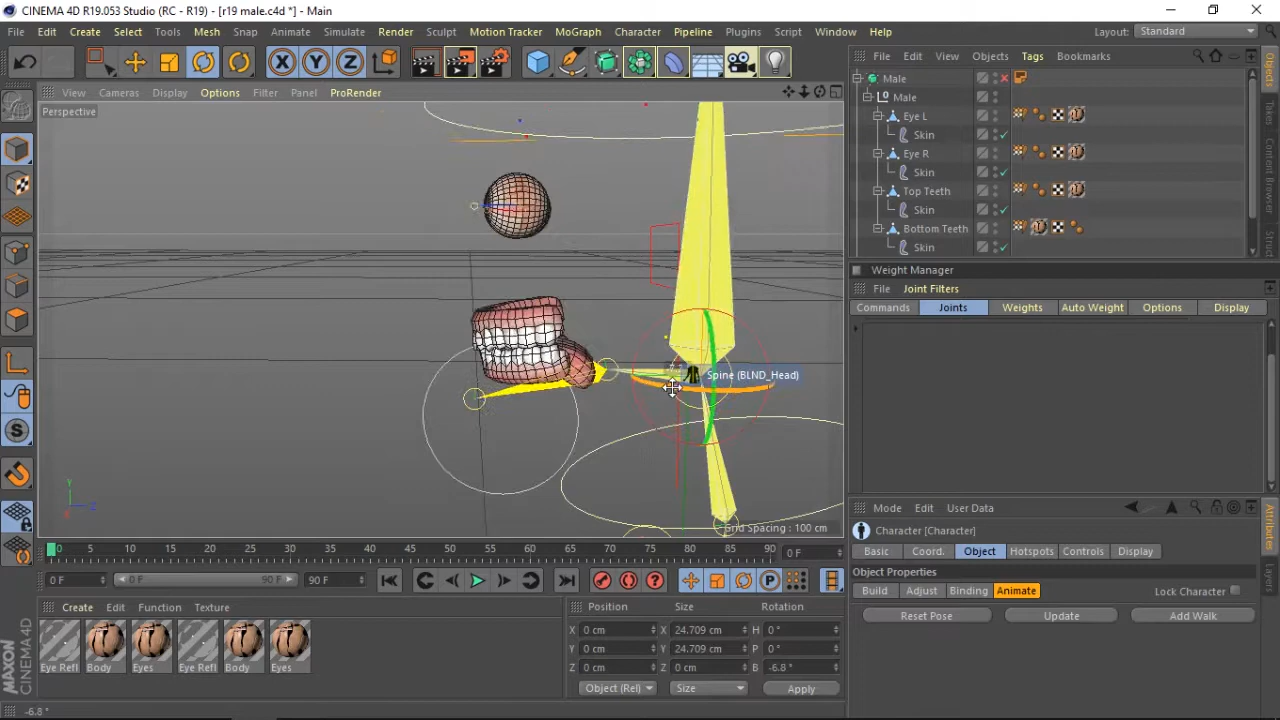 CINEMA 4D R19.053 Studio (RC - R19) - [r19 male.c4d *] - Main
File Edit Create Select Tools Mesh Snap Animate Simulate Render Sculpt Motion Tracker MoGraph Character Pipeline Plugins Script Window Help Layout: Standard
View Cameras Display Options Filter Panel ProRender
Perspective
Spine (BLND_Head)
Grid Spacing : 100 cm
Y
Z
X
File Edit View Objects Tags Bookmarks
Male
Male
Eye L
Skin
Eye R
Skin
Top Teeth
Skin
Bottom Teeth
Skin
Objects
Takes
Content Browser
Struct
Weight Manager
File Joint Filters
Commands Joints Weights Auto Weight Options Display
Mode Edit User Data
Character [Character]
Basic Coord. Object Hotspots Controls Display
Object Properties
Build Adjust Binding Animate Lock Character
Reset Pose Update Add Walk
Attributes
Layers
0 5 10 15 20 25 30 35 40 45 50 55 60 65 70 75 80 85 90 0 F
0 F 0 F 90 F 90 F
Create Edit Function Texture
Eye Refl Body Eyes Eye Refl Body Eyes
Position Size Rotation
X 0 cm X 24.709 cm H 0 °
Y 0 cm Y 24.709 cm P 0 °
Z 0 cm Z 0 cm B -6.8 °
Object (Rel) Size Apply
MAXON CINEMA 4D
-6.8 °